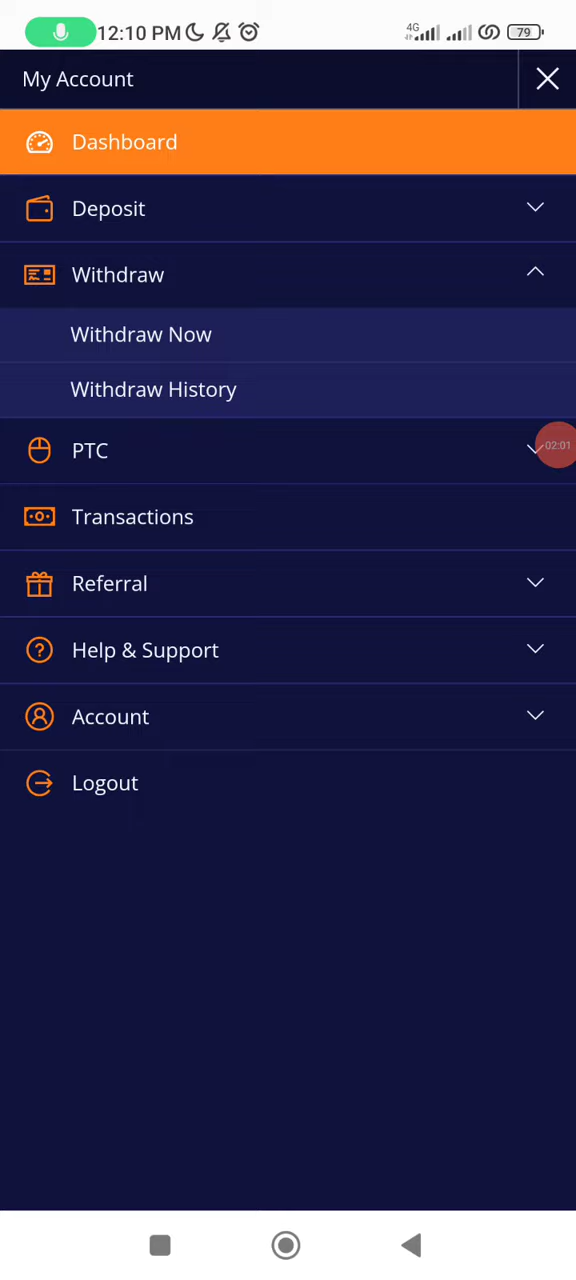 12:10 PM 4G 79
My Account
Dashboard
Deposit
Withdraw
Withdraw Now
Withdraw History
PTC
02:01
Transactions
Referral
Help & Support
Account
Logout